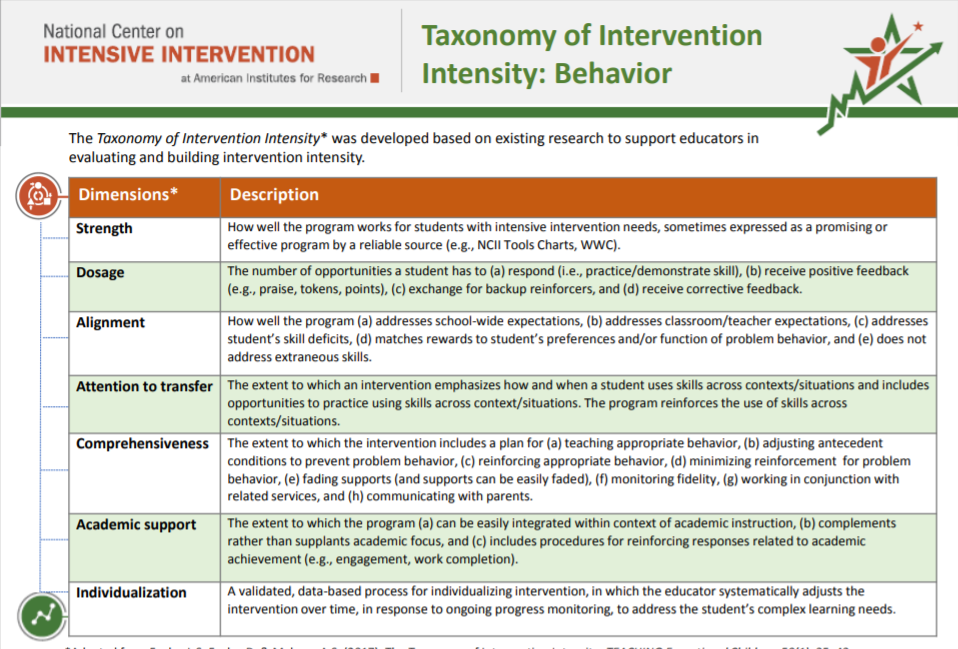 National Center on
INTENSIVE INTERVENTION
at American Institutes for Research
Taxonomy of Intervention
Intensity: Behavior
The Taxonomy of Intervention Intensity* was developed based on existing research to support educators in
evaluating and building intervention intensity.
Dimensions* Description
Strength How well the program works for students with intensive intervention needs, sometimes expressed as a promising or
effective program by a reliable source (e.g., NCII Tools Charts, WWC).
Dosage The number of opportunities a student has to (a) respond (i.e., practice/demonstrate skill), (b) receive positive feedback
(e.g., praise, tokens, points), (c) exchange for backup reinforcers, and (d) receive corrective feedback.
Alignment How well the program (a) addresses school-wide expectations, (b) addresses classroom/teacher expectations, (c) addresses
student's skill deficits, (d) matches rewards to student's preferences and/or function of problem behavior, and (e) does not
address extraneous skills.
Attention to transfer The extent to which an intervention emphasizes how and when a student uses skills across contexts/situations and includes
opportunities to practice using skills across context/situations. The program reinforces the use of skills across
contexts/situations.
Comprehensiveness The extent to which the intervention includes a plan for (a) teaching appropriate behavior, (b) adjusting antecedent
conditions to prevent problem behavior, (c) reinforcing appropriate behavior, (d) minimizing reinforcement for problem
behavior, (e) fading supports (and supports can be easily faded), (f) monitoring fidelity, (g) working in conjunction with
related services, and (h) communicating with parents.
Academic support The extent to which the program (a) can be easily integrated within context of academic instruction, (b) complements
rather than supplants academic focus, and (c) includes procedures for reinforcing responses related to academic
achievement (e.g., engagement, work completion).
Individualization A validated, data-based process for individualizing intervention, in which the educator systematically adjusts the
intervention over time, in response to ongoing progress monitoring, to address the student's complex learning needs.